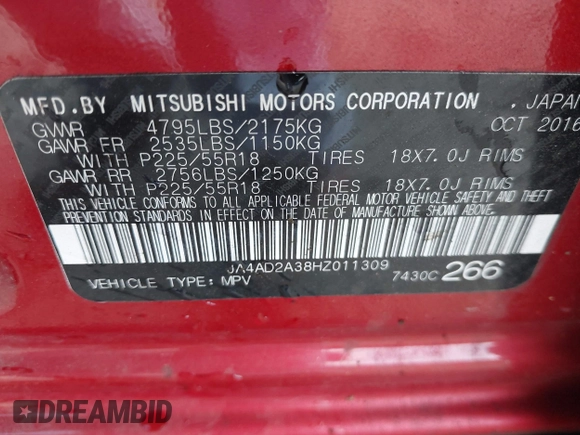 MFD.BY MITSUBISHI MOTORS CORPORATION , JAPAN
GVWR 4795LBS/2175KG OCT 2016
GAWR FR 2535LBS/1150KG
WITH P225/55R18 TIRES 18X7.0J RIMS
GAWR RR 2756LBS/1250KG
WITH P225/55R18 TIRES 18X7.0J RIMS
THIS VEHICLE CONFORMS TO ALL APPLICABLE FEDERAL MOTOR VEHICLE SAFETY AND THEFT
PREVENTION STANDARDS IN EFFECT ON THE DATE OF MANUFACTURE SHOWN ABOVE.
JA4AD2A38HZ011309
VEHICLE TYPE: MPV 7430C 266
DREAMBID